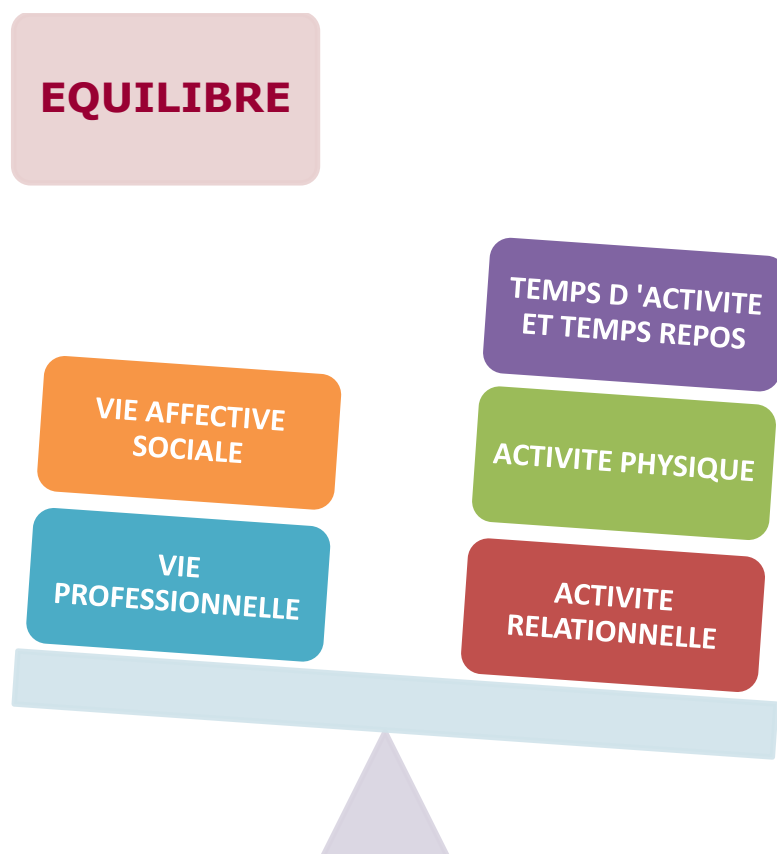 EQUILIBRE
TEMPS D 'ACTIVITE
ET TEMPS REPOS
VIE AFFECTIVE
SOCIALE
ACTIVITE PHYSIQUE
VIE
PROFESSIONNELLE
ACTIVITE
RELATIONNELLE